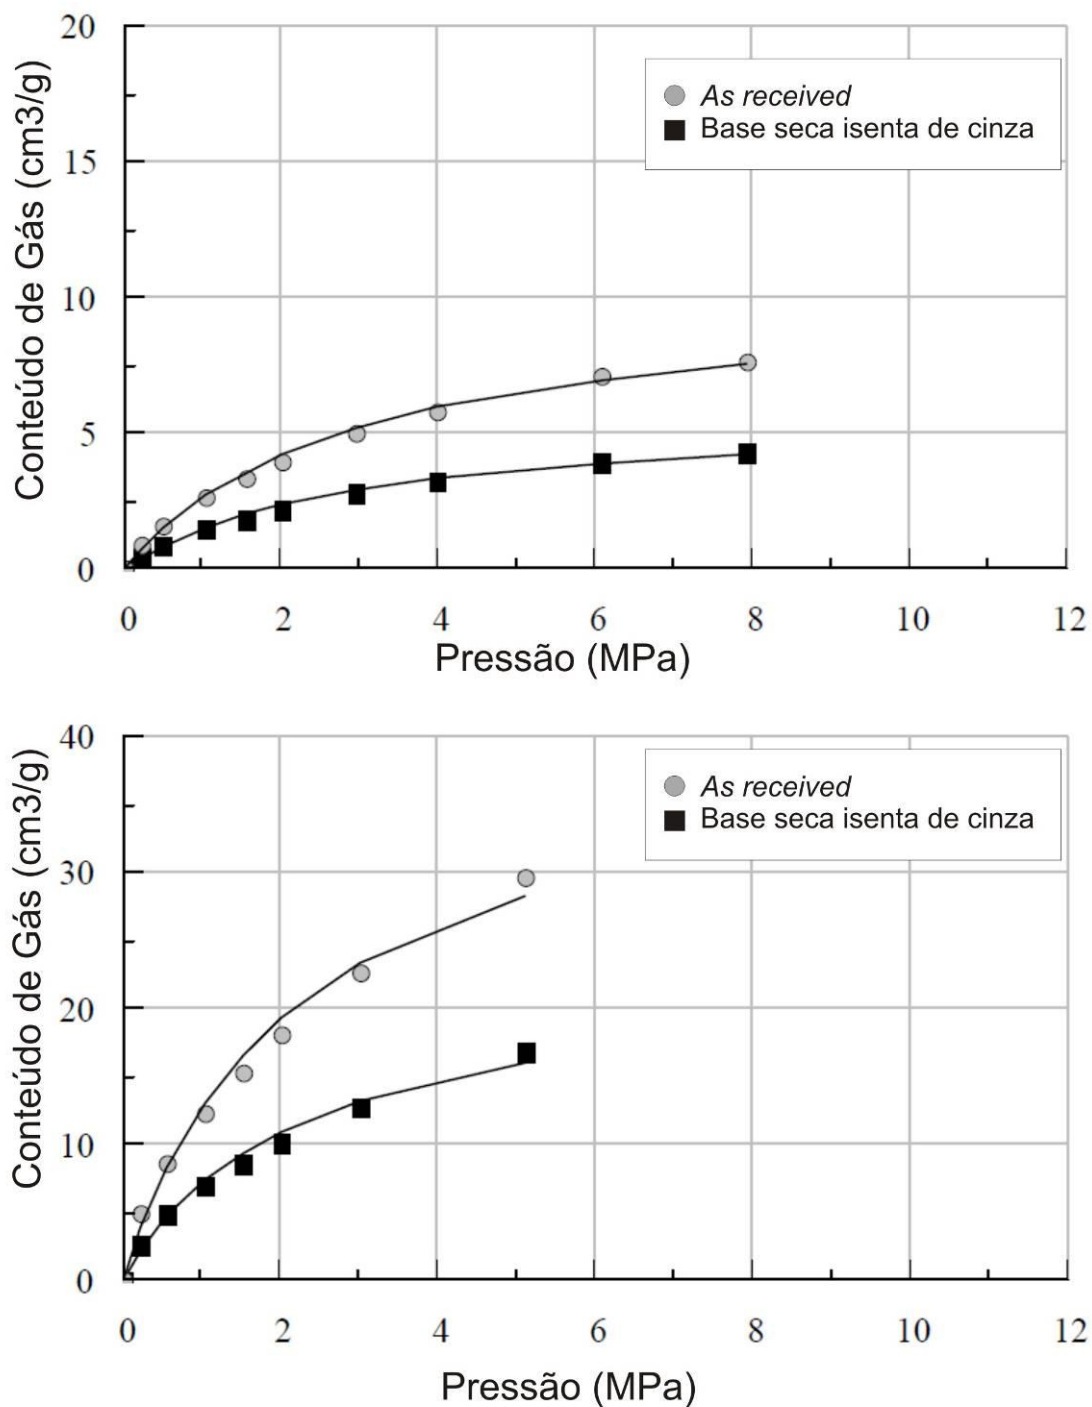 20
15
10
5
0
Conteúdo de Gás (cm3/g)
As received
Base seca isenta de cinza
0 2 4 6 8 10 12
Pressão (MPa)
40
30
20
10
0
Conteúdo de Gás (cm3/g)
As received
Base seca isenta de cinza
0 2 4 6 8 10 12
Pressão (MPa)